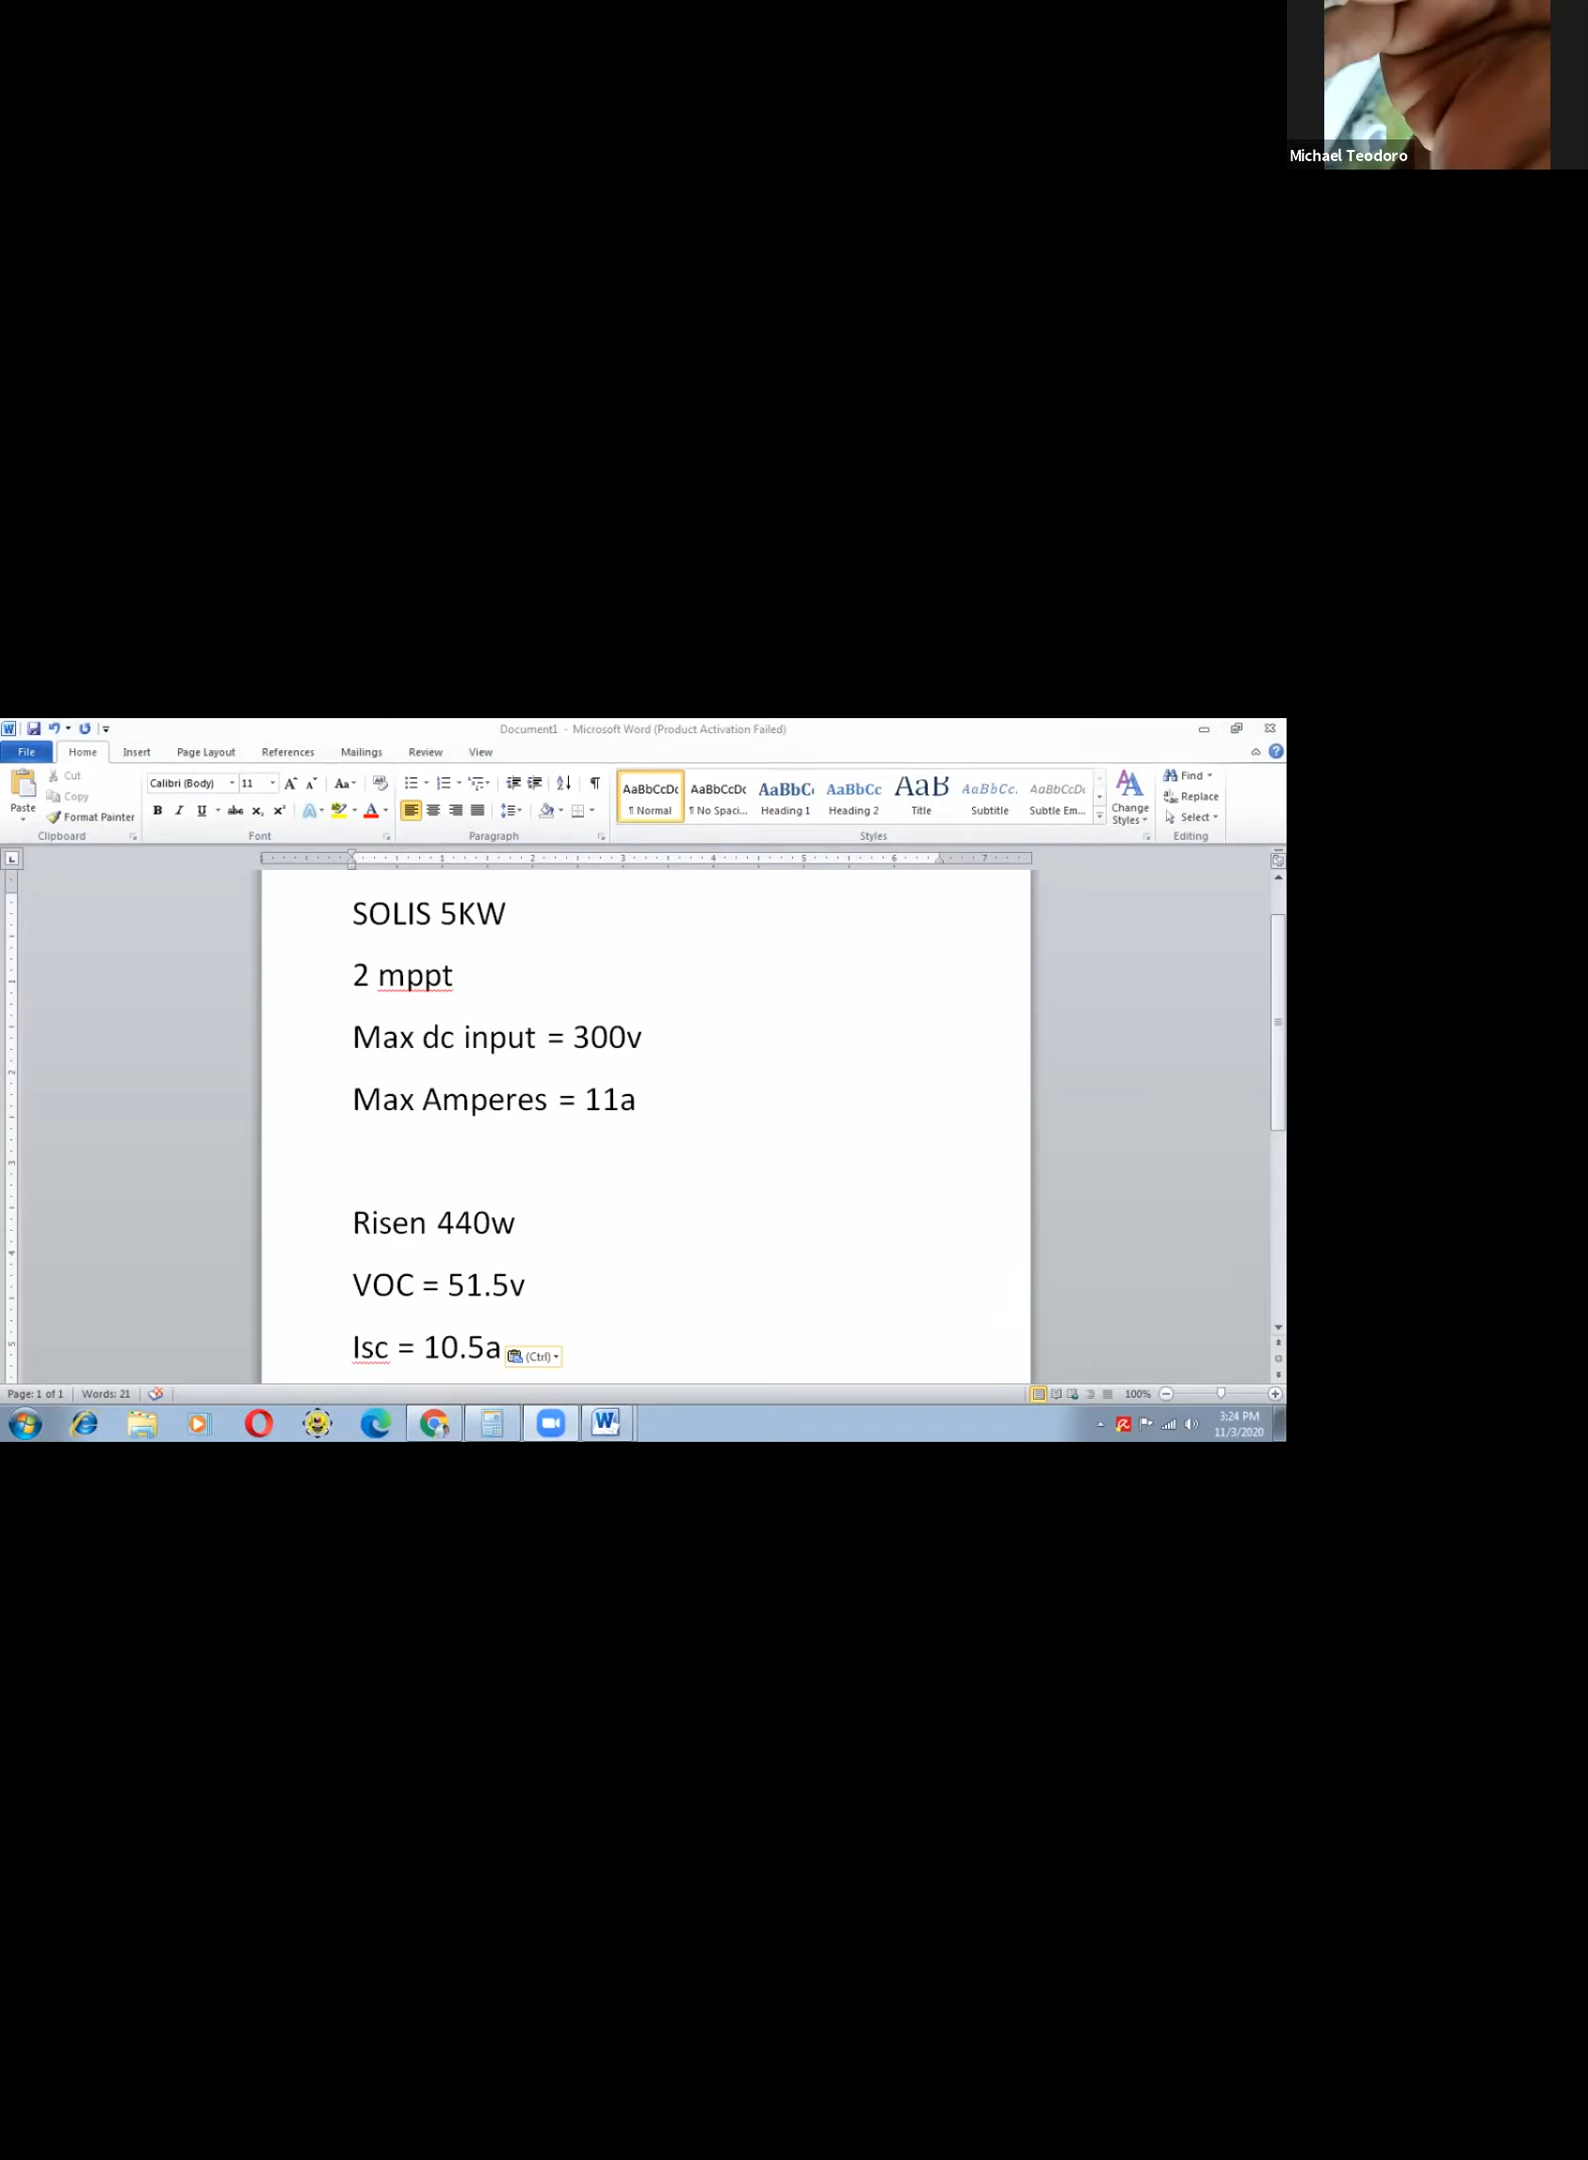 Michael Teodoro
Document1 - Microsoft Word (Product Activation Failed)
File Home Insert Page Layout References Mailings Review View
Cut
Copy
Format Painter
Paste
Clipboard
Calibri (Body) 11
Font
Paragraph
AaBbCcDc AaBbCcDc AaBbC AaBbCc AaB AaBbCc. AaBbCcDc
¶ Normal ¶ No Spaci... Heading 1 Heading 2 Title Subtitle Subtle Em...
Change Styles
Styles
Find
Replace
Select
Editing
SOLIS 5KW
2 mppt
Max dc input = 300v
Max Amperes = 11a
Risen 440w
VOC = 51.5v
Isc = 10.5a
(Ctrl)
Page: 1 of 1 Words: 21
100%
3:24 PM
11/3/2020